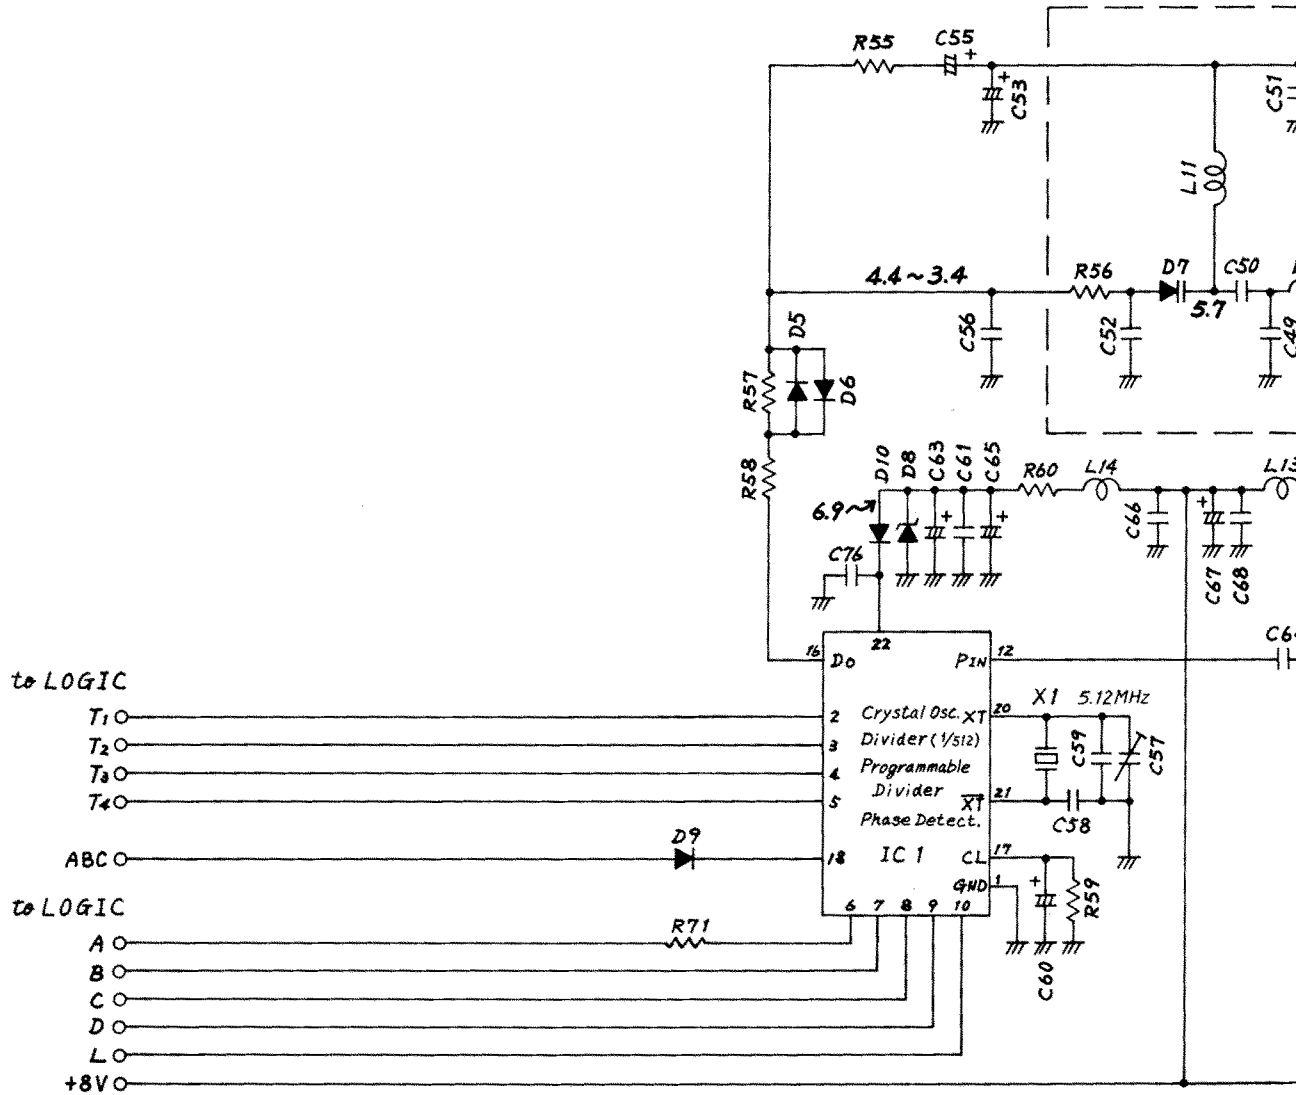 R55
C55
+
+
C53
C51
L11
4.4~3.4
R56
D7
C50
5.7
D5
C56
C52
C49
R57
D6
R58
D10
D8
C63
C61
C65
R60
L14
L13
6.9~
+
+
+
C66
C76
C67
C68
22
16
Do
PIN
12
C64
to LOGIC
T1
2
Crystal Osc.
XT
20
X1
5.12MHz
T2
3
Divider (1/512)
C59
C57
T3
4
Programmable
T4
5
Divider
X̅T̅
21
C58
Phase Detect.
ABC
D9
18
IC 1
CL
17
GND
1
+
R59
to LOGIC
6
7
8
9
10
A
R71
B
C60
C
D
L
+8V